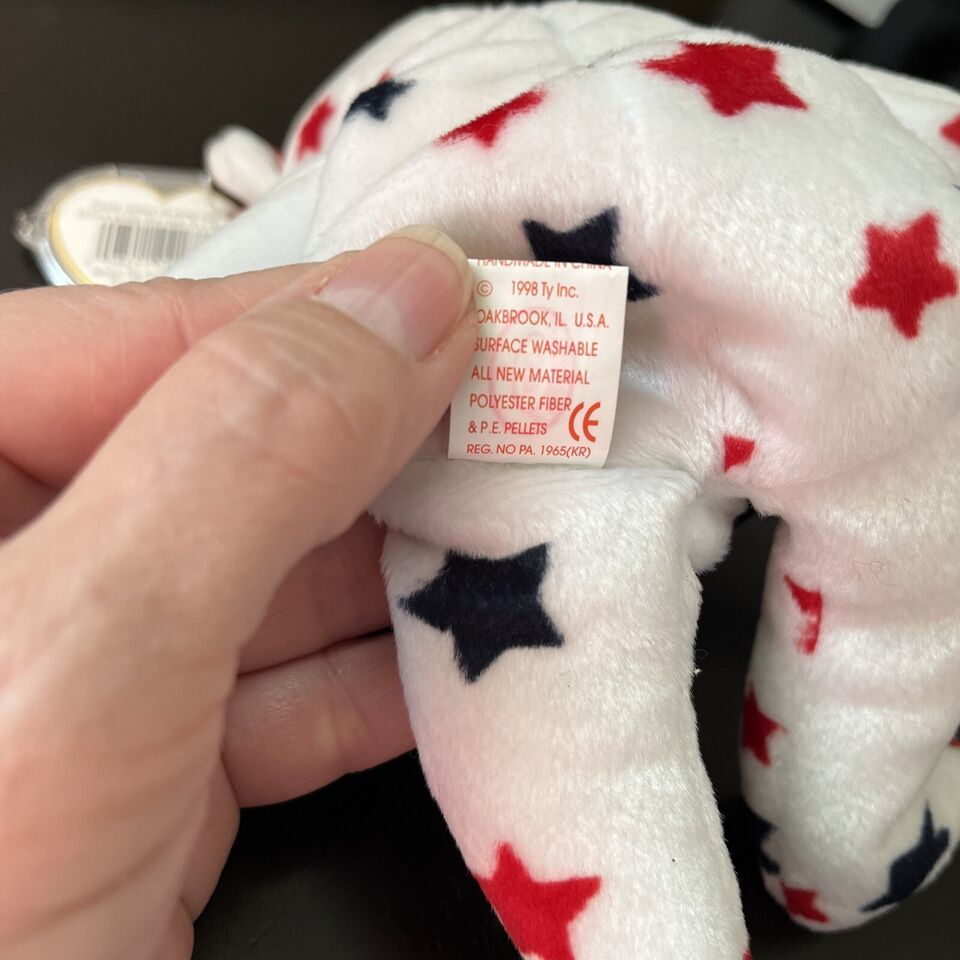 HANDMADE IN CHINA
© 1998 Ty Inc.
OAKBROOK, IL. U.S.A.
SURFACE WASHABLE
ALL NEW MATERIAL
POLYESTER FIBER
& P.E. PELLETS CE
REG. NO PA. 1965(KR)